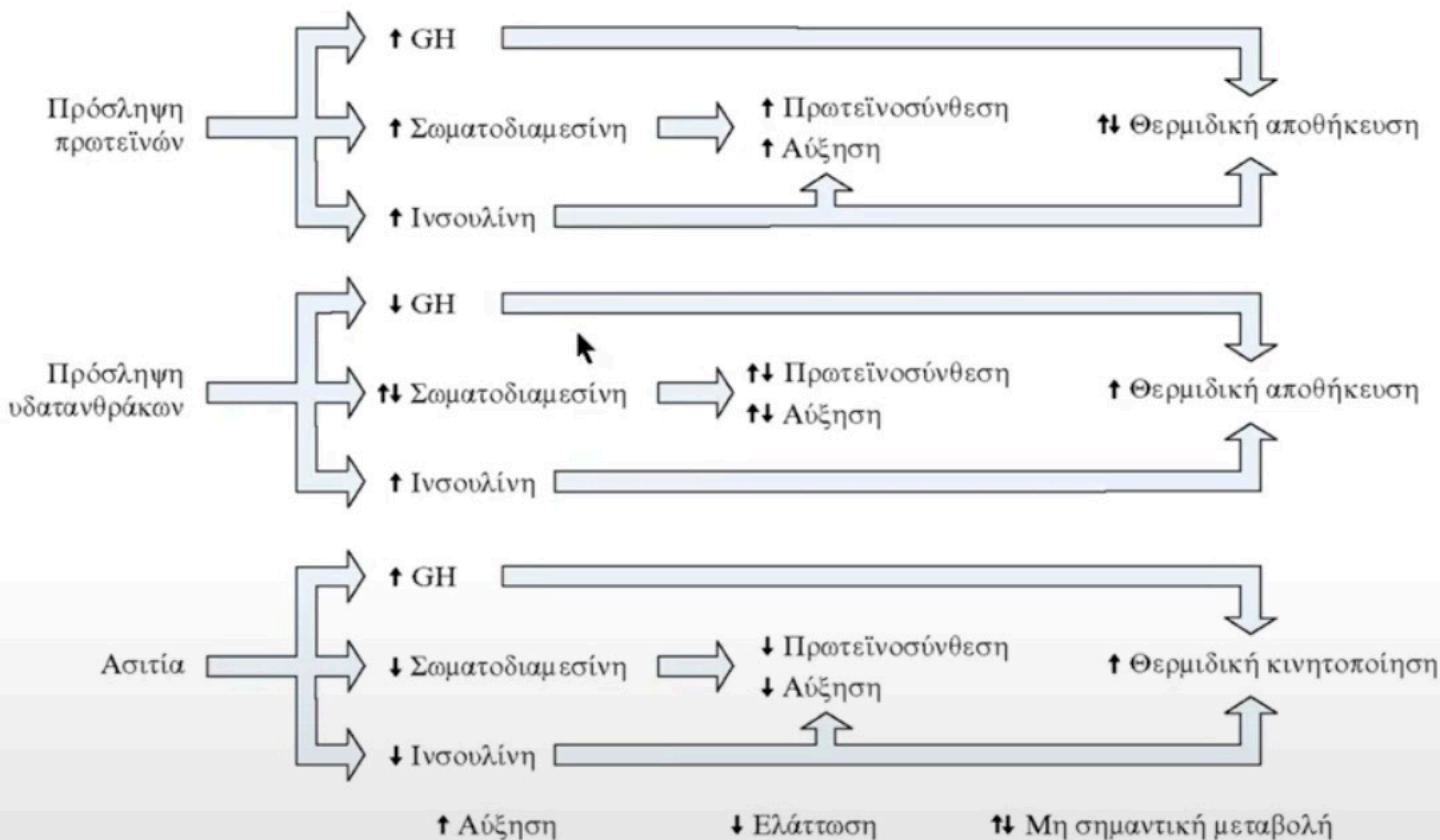 ↑ GH
Πρόσληψη
πρωτεϊνών
↑ Σωματοδιαμεσίνη
↑ Πρωτεϊνοσύνθεση
↑ Αύξηση
↑↓ Θερμιδική αποθήκευση
↑ Ινσουλίνη
↓ GH
Πρόσληψη
υδατανθράκων
↑↓ Σωματοδιαμεσίνη
↑↓ Πρωτεϊνοσύνθεση
↑↓ Αύξηση
↑ Θερμιδική αποθήκευση
↑ Ινσουλίνη
↑ GH
Ασιτία
↓ Σωματοδιαμεσίνη
↓ Πρωτεϊνοσύνθεση
↓ Αύξηση
↑ Θερμιδική κινητοποίηση
↓ Ινσουλίνη
↑ Αύξηση ↓ Ελάττωση ↑↓ Μη σημαντική μεταβολή